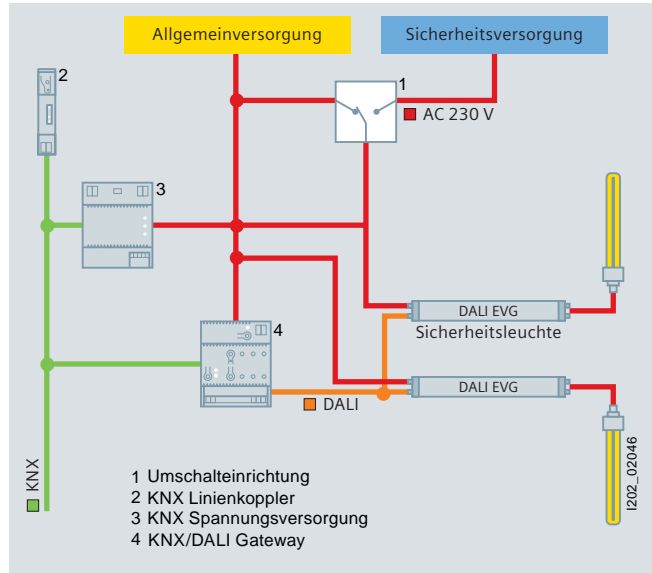 Allgemeinversorgung
Sicherheitsversorgung
2
1
AC 230 V
3
DALI EVG
Sicherheitsleuchte
4
DALI EVG
DALI
KNX
I202_02046
1 Umschalteinrichtung
2 KNX Linienkoppler
3 KNX Spannungsversorgung
4 KNX/DALI Gateway